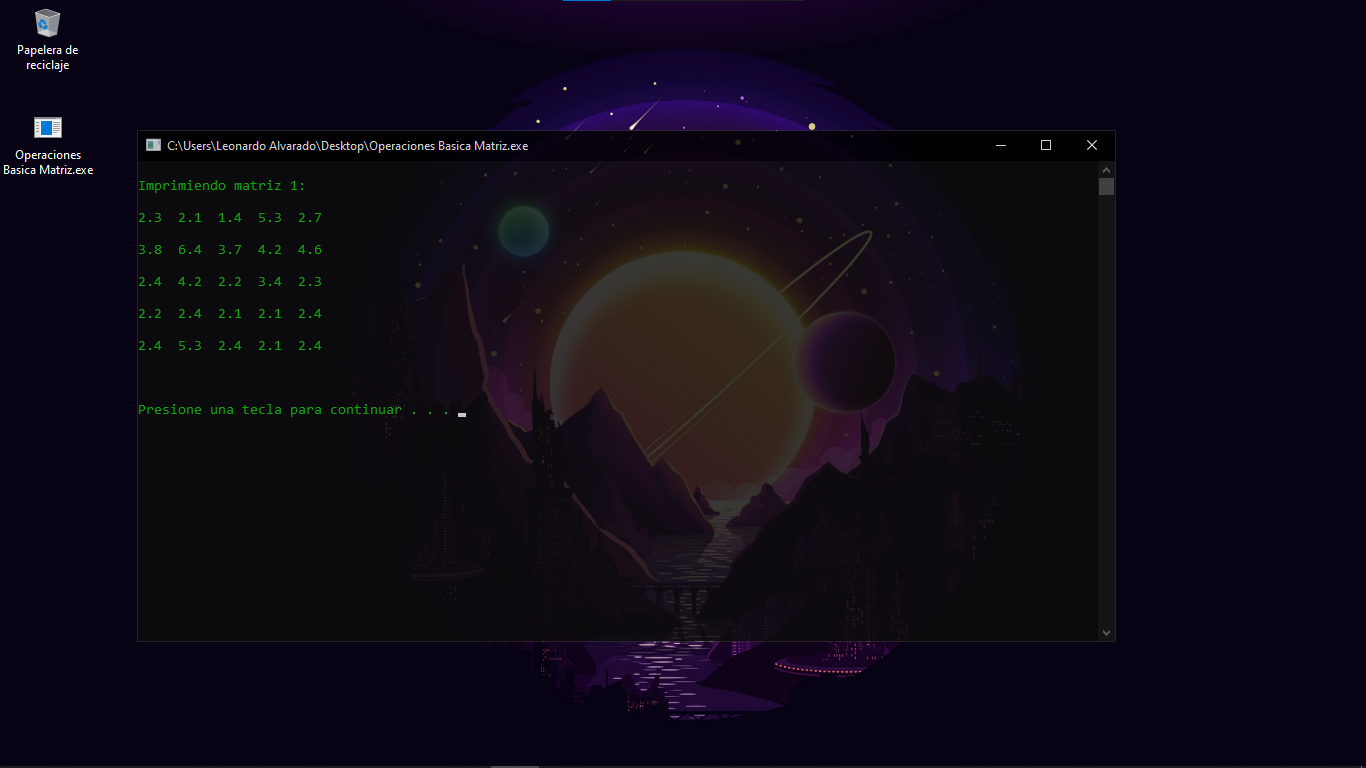 Papelera de
reciclaje
Operaciones
Basica Matriz.exe
C:\Users\Leonardo Alvarado\Desktop\Operaciones Basica Matriz.exe
Imprimiendo matriz 1:
2.3 2.1 1.4 5.3 2.7
3.8 6.4 3.7 4.2 4.6
2.4 4.2 2.2 3.4 2.3
2.2 2.4 2.1 2.1 2.4
2.4 5.3 2.4 2.1 2.4
Presione una tecla para continuar . . .